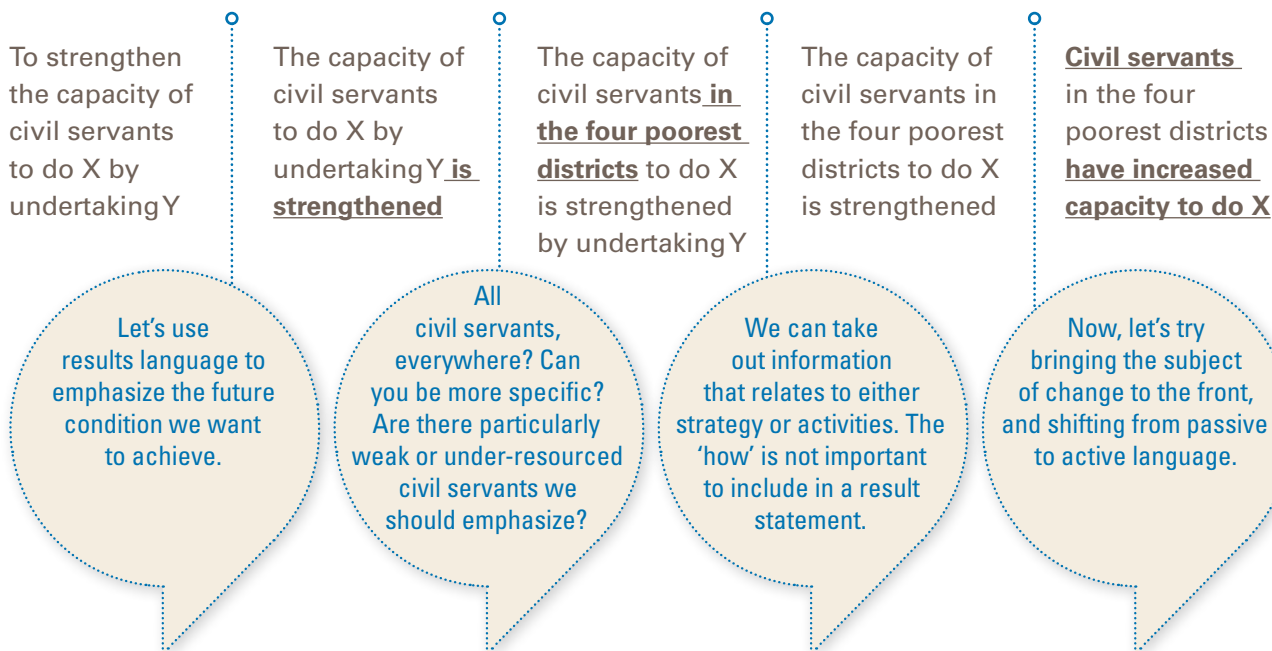 To strengthen
the capacity of
civil servants
to do X by
undertaking Y
The capacity of
civil servants
to do X by
undertaking Y is
strengthened
The capacity of
civil servants in
the four poorest
districts to do X
is strengthened
by undertaking Y
The capacity of
civil servants in
the four poorest
districts to do X
is strengthened
Civil servants
in the four
poorest districts
have increased
capacity to do X
Let's use
results language to
emphasize the future
condition we want
to achieve.
All
civil servants,
everywhere? Can
you be more specific?
Are there particularly
weak or under-resourced
civil servants we
should emphasize?
We can take
out information
that relates to either
strategy or activities. The
‘how’ is not important
to include in a result
statement.
Now, let's try
bringing the subject
of change to the front,
and shifting from passive
to active language.